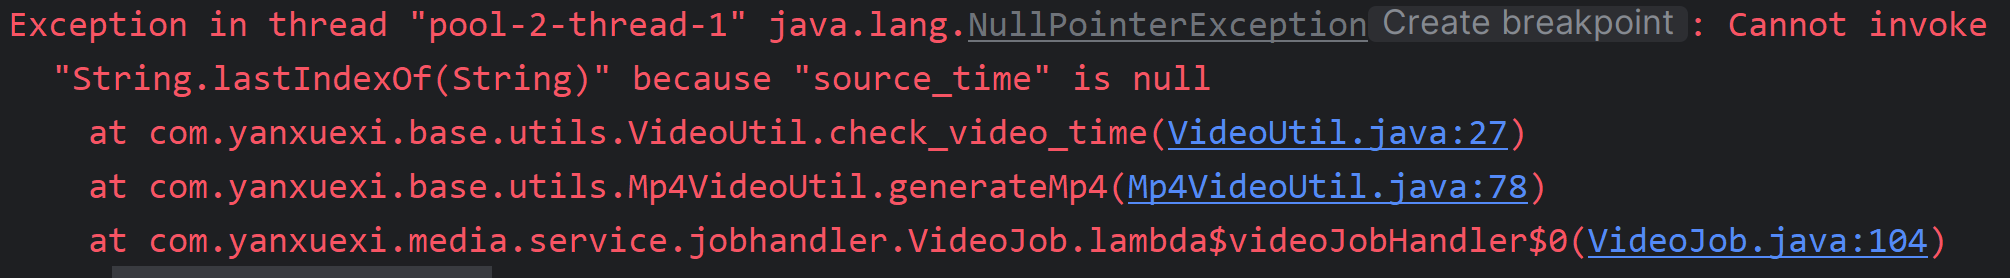 Exception in thread "pool-2-thread-1" java.lang.NullPointerException Create breakpoint : Cannot invoke
"String.lastIndexOf(String)" because "source_time" is null
at com.yanxuexi.base.utils.VideoUtil.check_video_time(VideoUtil.java:27)
at com.yanxuexi.base.utils.Mp4VideoUtil.generateMp4(Mp4VideoUtil.java:78)
at com.yanxuexi.media.service.jobhandler.VideoJob.lambda$videoJobHandler$0(VideoJob.java:104)